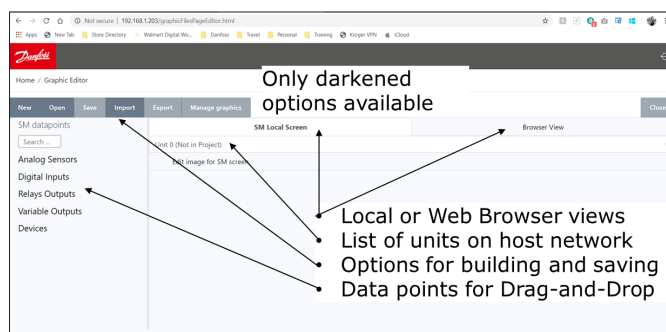 Not secure | 192.168.1.203/graphicFilesPageEditor.html
Apps New Tab Store Directory Walmart Digital Wo... Danfoss Travel Personal Training Kroger VPN iCloud
Danfoss
Home / Graphic Editor
Only darkened
options available
New Open Save Import Export Manage graphics Close
SM datapoints
SM Local Screen Browser View
Search ...
Unit 0 (Not in Project)
Analog Sensors
Edit image for SM screen
Digital Inputs
Relays Outputs
Variable Outputs
Devices
• Local or Web Browser views
• List of units on host network
• Options for building and saving
• Data points for Drag-and-Drop